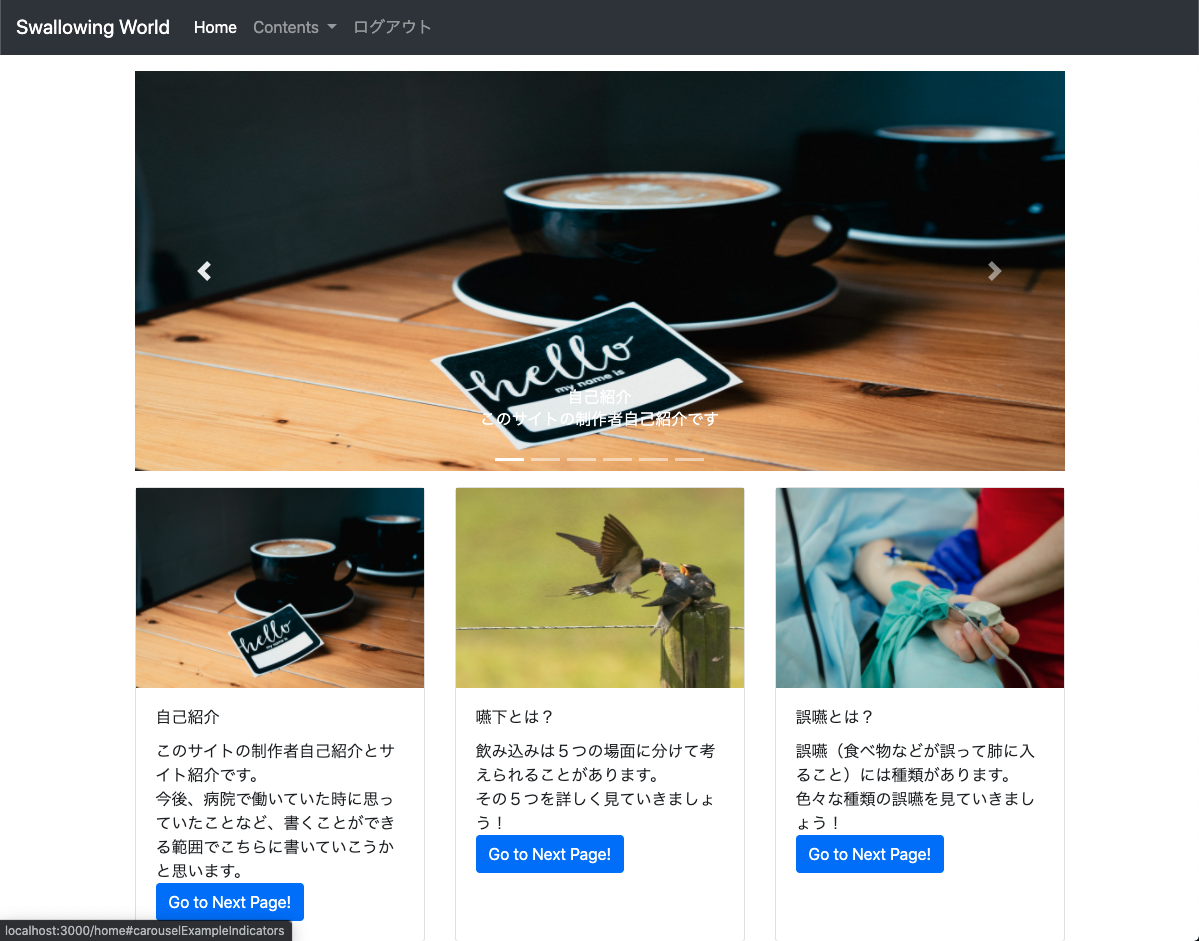 Swallowing World Home Contents ログアウト
hello
my name is
自己紹介
このサイトの制作者自己紹介です
hello
自己紹介
このサイトの制作者自己紹介とサ
イト紹介です。
今後、病院で働いていた時に思っ
ていたことなど、書くことができ
る範囲でこちらに書いていこうか
と思います。
Go to Next Page!
嚥下とは？
飲み込みは５つの場面に分けて考
えられることがあります。
その５つを詳しく見ていきましょ
う！
Go to Next Page!
誤嚥とは？
誤嚥（食べ物などが誤って肺に入
ること）には種類があります。
色々な種類の誤嚥を見ていきまし
ょう！
Go to Next Page!
localhost:3000/home#carouselExampleIndicators